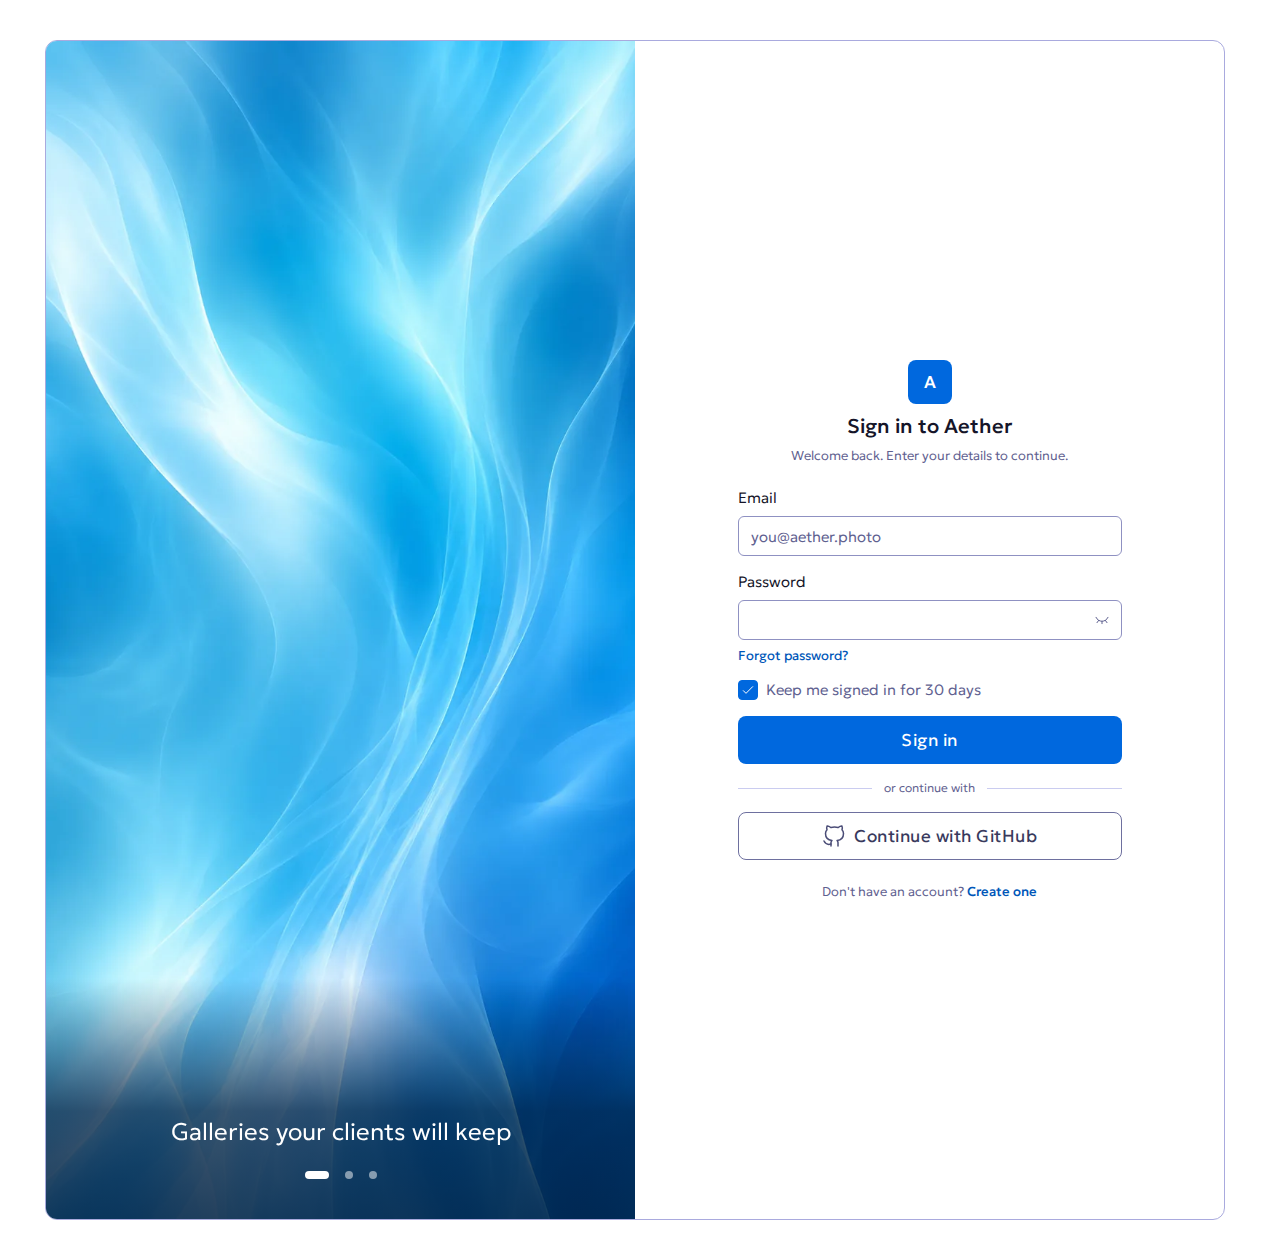 Galleries your clients will keep
A
Sign in to Aether
Welcome back. Enter your details to continue.
Email
you@aether.photo
Password
Forgot password?
Keep me signed in for 30 days
Sign in
or continue with
Continue with GitHub
Don't have an account? Create one